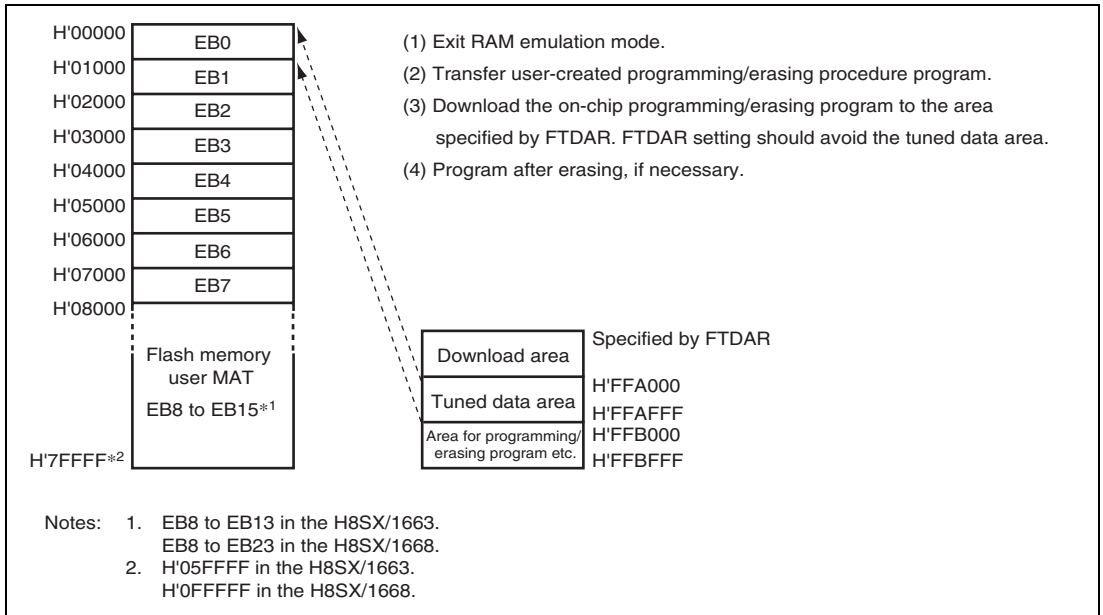 H'00000
EB0
H'01000
EB1
H'02000
EB2
H'03000
EB3
H'04000
EB4
H'05000
EB5
H'06000
EB6
H'07000
EB7
H'08000
Flash memory
user MAT
EB8 to EB15*1
H'7FFFF*2
(1) Exit RAM emulation mode.
(2) Transfer user-created programming/erasing procedure program.
(3) Download the on-chip programming/erasing program to the area
specified by FTDAR. FTDAR setting should avoid the tuned data area.
(4) Program after erasing, if necessary.
Download area
Specified by FTDAR
Tuned data area
H'FFA000
H'FFAFFF
Area for programming/
erasing program etc.
H'FFB000
H'FFBFFF
Notes: 1. EB8 to EB13 in the H8SX/1663.
EB8 to EB23 in the H8SX/1668.
2. H'05FFFF in the H8SX/1663.
H'0FFFFF in the H8SX/1668.